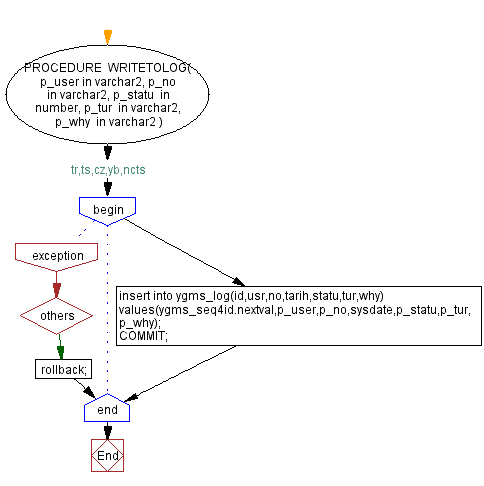 PROCEDURE WRITETOLOG(
p_user in varchar2, p_no
in varchar2, p_statu in
number, p_tur in varchar2,
p_why in varchar2 )
tr,ts,cz,yb,ncts
begin
exception
others
rollback;
insert into ygms_log(id,usr,no,tarih,statu,tur,why)
values(ygms_seq4id.nextval,p_user,p_no,sysdate,p_statu,p_tur,
p_why);
COMMIT;
end
End